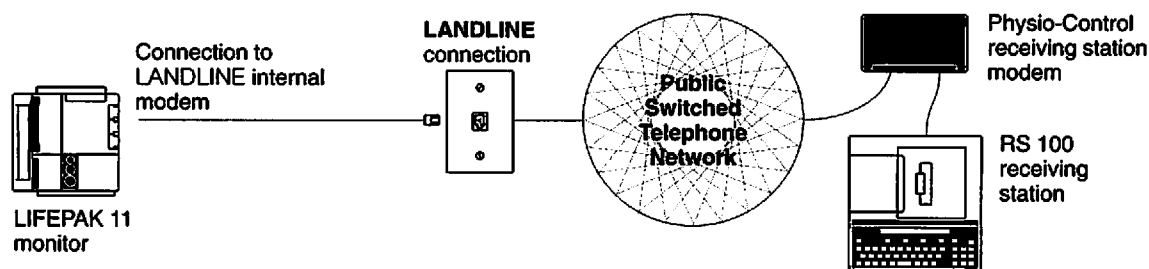 Connection to
LANDLINE internal
modem
LIFEPAK 11
monitor
LANDLINE
connection
Public
Switched
Telephone
Network
Physio-Control
receiving station
modem
RS 100
receiving
station